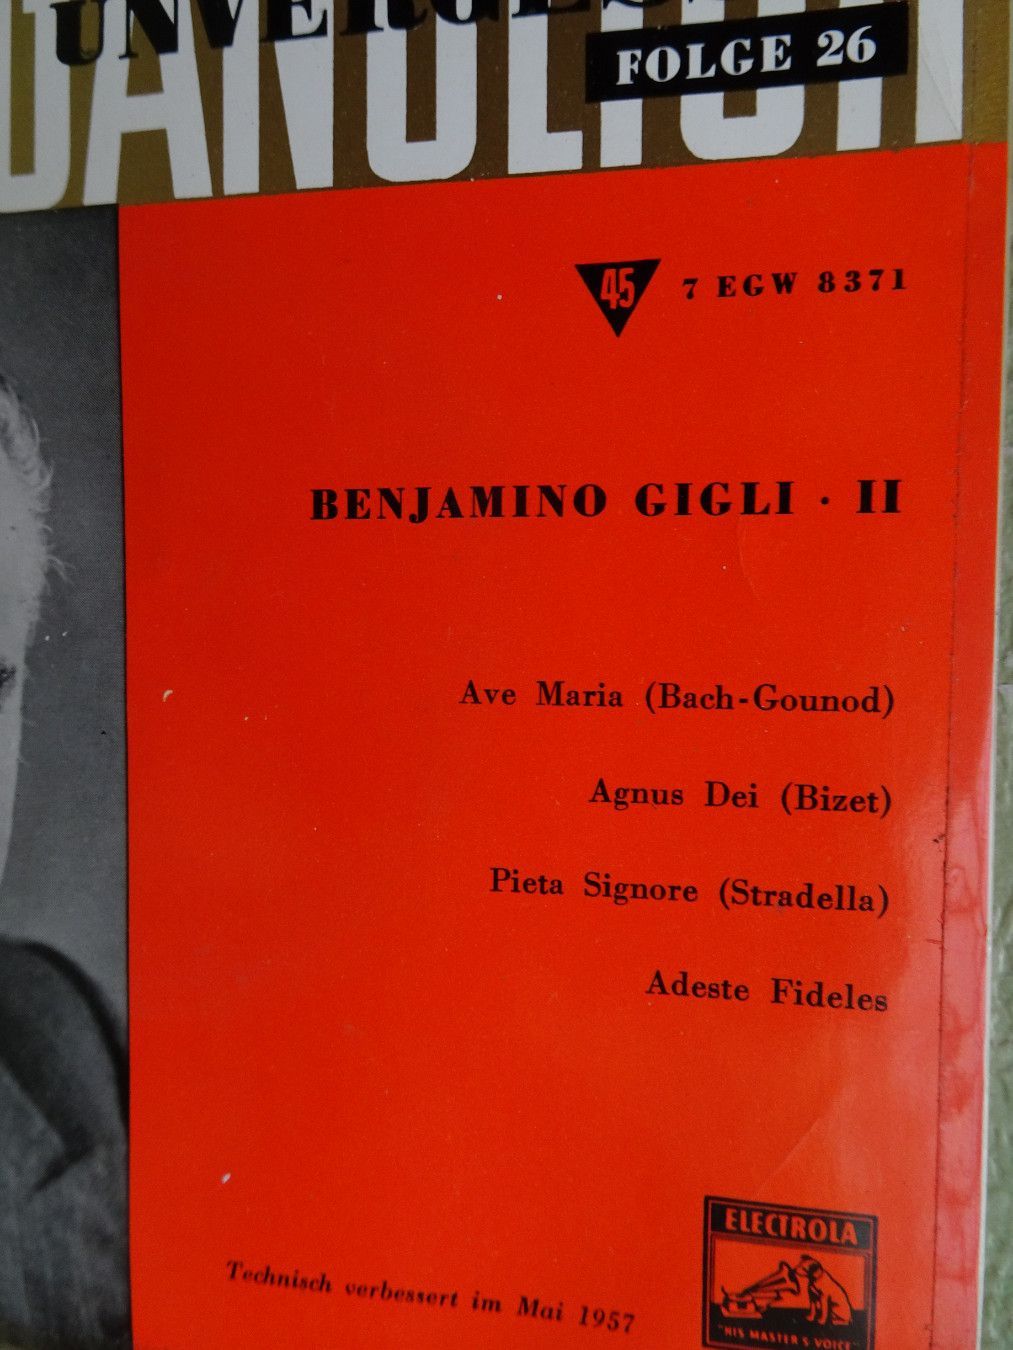 FOLGE 26
45 7 EGW 8371
BENJAMINO GIGLI · II
Ave Maria (Bach-Gounod)
Agnus Dei (Bizet)
Pieta Signore (Stradella)
Adeste Fideles
Technisch verbessert im Mai 1957
ELECTROLA
"HIS MASTER'S VOICE"